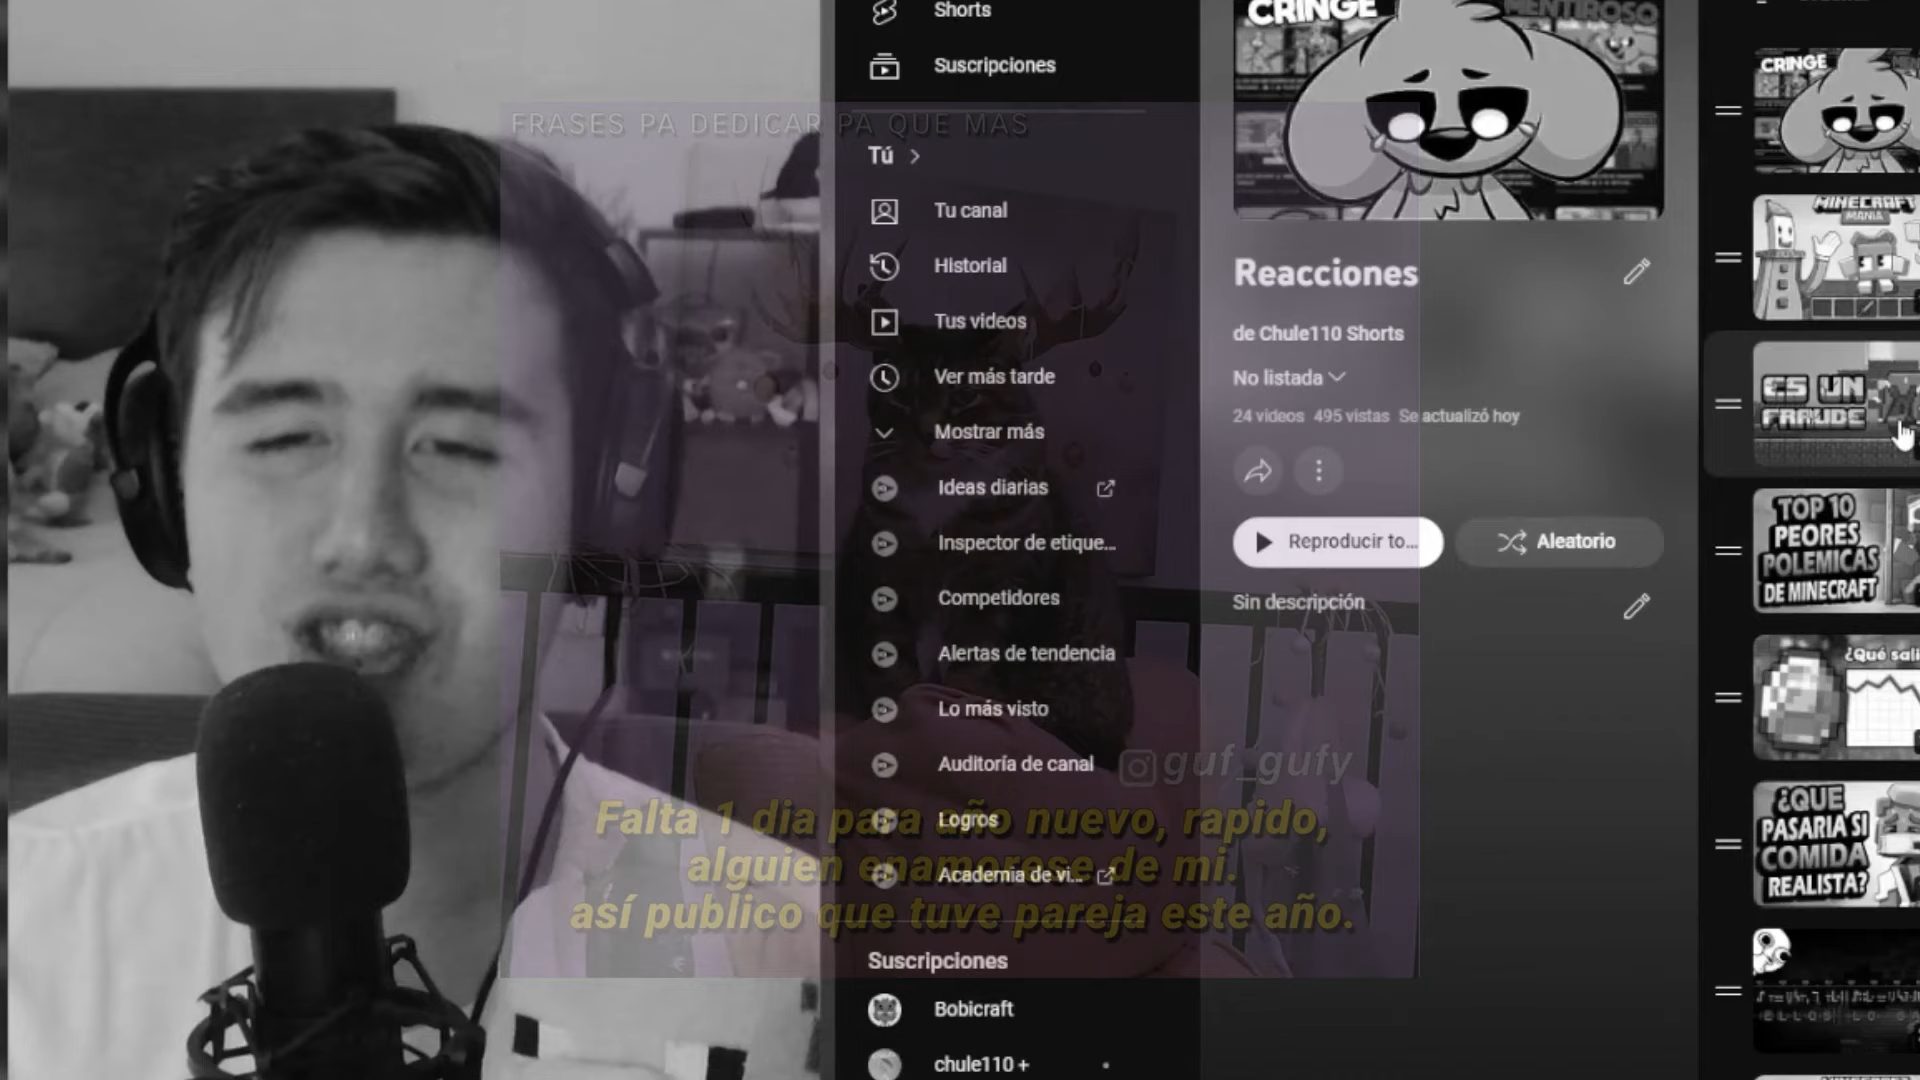 Shorts
Suscripciones
FRASES PA DEDICAR PA QUE MAS
Tú
Tu canal
Historial
Tus videos
Ver más tarde
Mostrar más
Ideas diarias
Inspector de etique...
Competidores
Alertas de tendencia
Lo más visto
Auditoría de canal
Logros
Academia de vi...
Suscripciones
Bobicraft
chule110 +
guf_gufy
Falta 1 dia para año nuevo, rapido,
alguien enamorese de mi.
así publico que tuve pareja este año.
CRINGE MENTIROSO
Reacciones
de Chule110 Shorts
No listada
24 videos 495 vistas Se actualizó hoy
Reproducir to...
Aleatorio
Sin descripción
CRINGE
MINECRAFT
MANIA
ES UN
FRAUDE
TOP 10
PEORES
POLEMICAS
DE MINECRAFT
¿Qué sali
¿QUE
PASARIA SI
COMIDA
REALISTA?